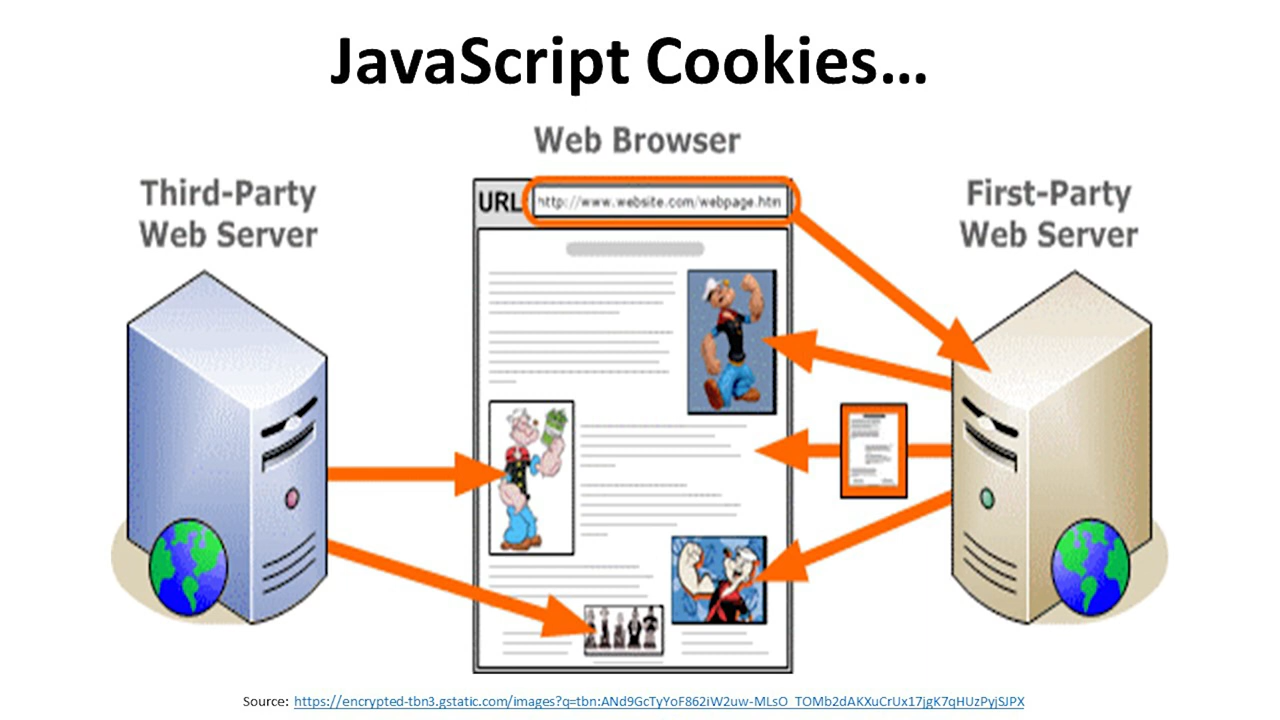 JavaScript Cookies...
Web Browser
Third-Party
Web Server
URL
http://www.website.com/webpage.htm
First-Party
Web Server
Source: https://encrypted-tbn3.gstatic.com/images?q=tbn:ANd9GcTyYoF862iW2uw-MLsO_TOMb2dAKXuCrUx17jgK7qHUzPyjSJPX